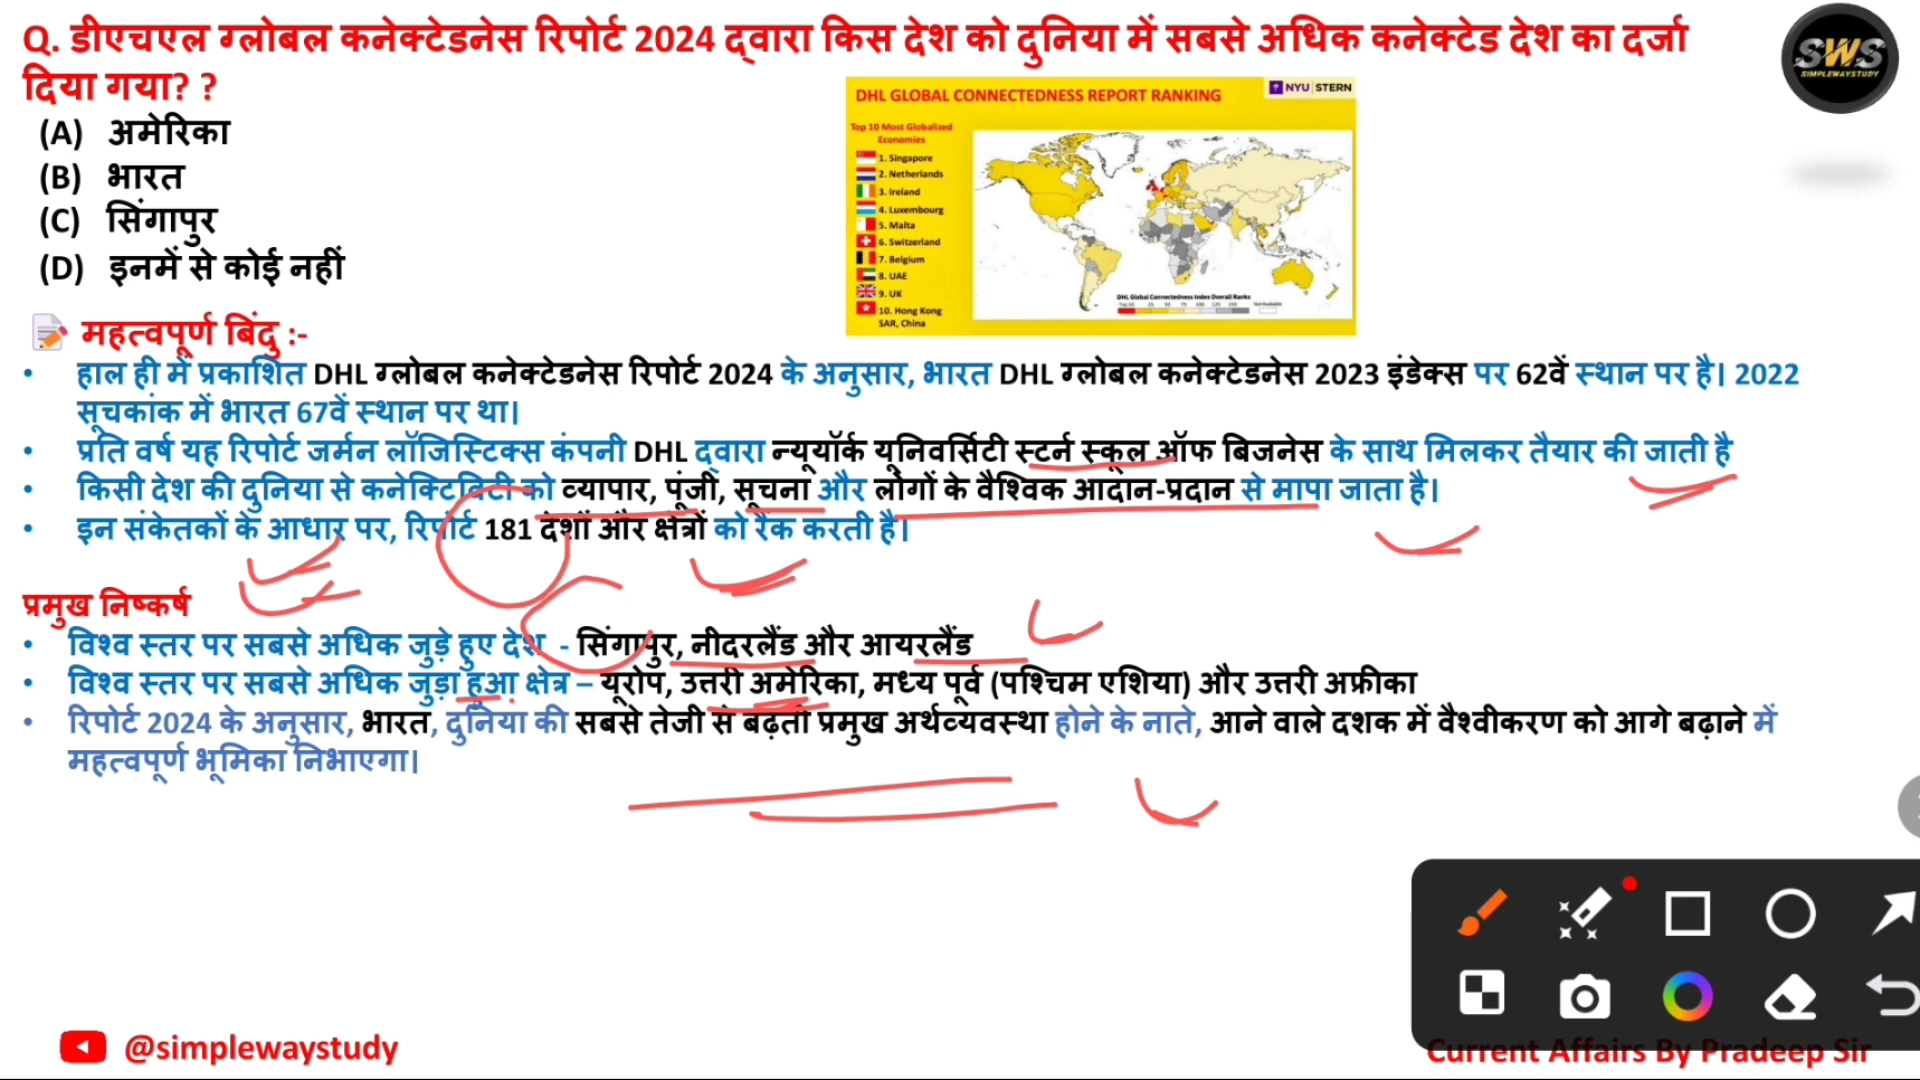 Q. डीएचएल ग्लोबल कनेक्टेडनेस रिपोर्ट 2024 द्वारा किस देश को दुनिया में सबसे अधिक कनेक्टेड देश का दर्जा
दिया गया? ?
(A) अमेरिका
(B) भारत
(C) सिंगापुर
(D) इनमें से कोई नहीं
SWS
SIMPLEWAYSTUDY
DHL GLOBAL CONNECTEDNESS REPORT RANKING
NYU STERN
Top 10 Most Globalized
Economies
1. Singapore
2. Netherlands
3. Ireland
4. Luxembourg
5. Malta
6. Switzerland
7. Belgium
8. UAE
9. UK
10. Hong Kong
SAR, China
DHL Global Connectedness Index Overall Ranks
महत्वपूर्ण बिंदु :-
• हाल ही में प्रकाशित DHL ग्लोबल कनेक्टेडनेस रिपोर्ट 2024 के अनुसार, भारत DHL ग्लोबल कनेक्टेडनेस 2023 इंडेक्स पर 62वें स्थान पर है। 2022
सूचकांक में भारत 67वें स्थान पर था।
• प्रति वर्ष यह रिपोर्ट जर्मन लॉजिस्टिक्स कंपनी DHL द्वारा न्यूयॉर्क यूनिवर्सिटी स्टर्न स्कूल ऑफ बिजनेस के साथ मिलकर तैयार की जाती है
• किसी देश की दुनिया से कनेक्टिविटी को व्यापार, पूंजी, सूचना और लोगों के वैश्विक आदान-प्रदान से मापा जाता है।
• इन संकेतकों के आधार पर, रिपोर्ट 181 देशों और क्षेत्रों को रैंक करती है।
प्रमुख निष्कर्ष
• विश्व स्तर पर सबसे अधिक जुड़े हुए देश - सिंगापुर, नीदरलैंड और आयरलैंड
• विश्व स्तर पर सबसे अधिक जुड़ा हुआ क्षेत्र – यूरोप, उत्तरी अमेरिका, मध्य पूर्व (पश्चिम एशिया) और उत्तरी अफ्रीका
• रिपोर्ट 2024 के अनुसार, भारत, दुनिया की सबसे तेजी से बढ़ती प्रमुख अर्थव्यवस्था होने के नाते, आने वाले दशक में वैश्वीकरण को आगे बढ़ाने में
महत्वपूर्ण भूमिका निभाएगा।
@simplewaystudy
Current Affairs By Pradeep Sir